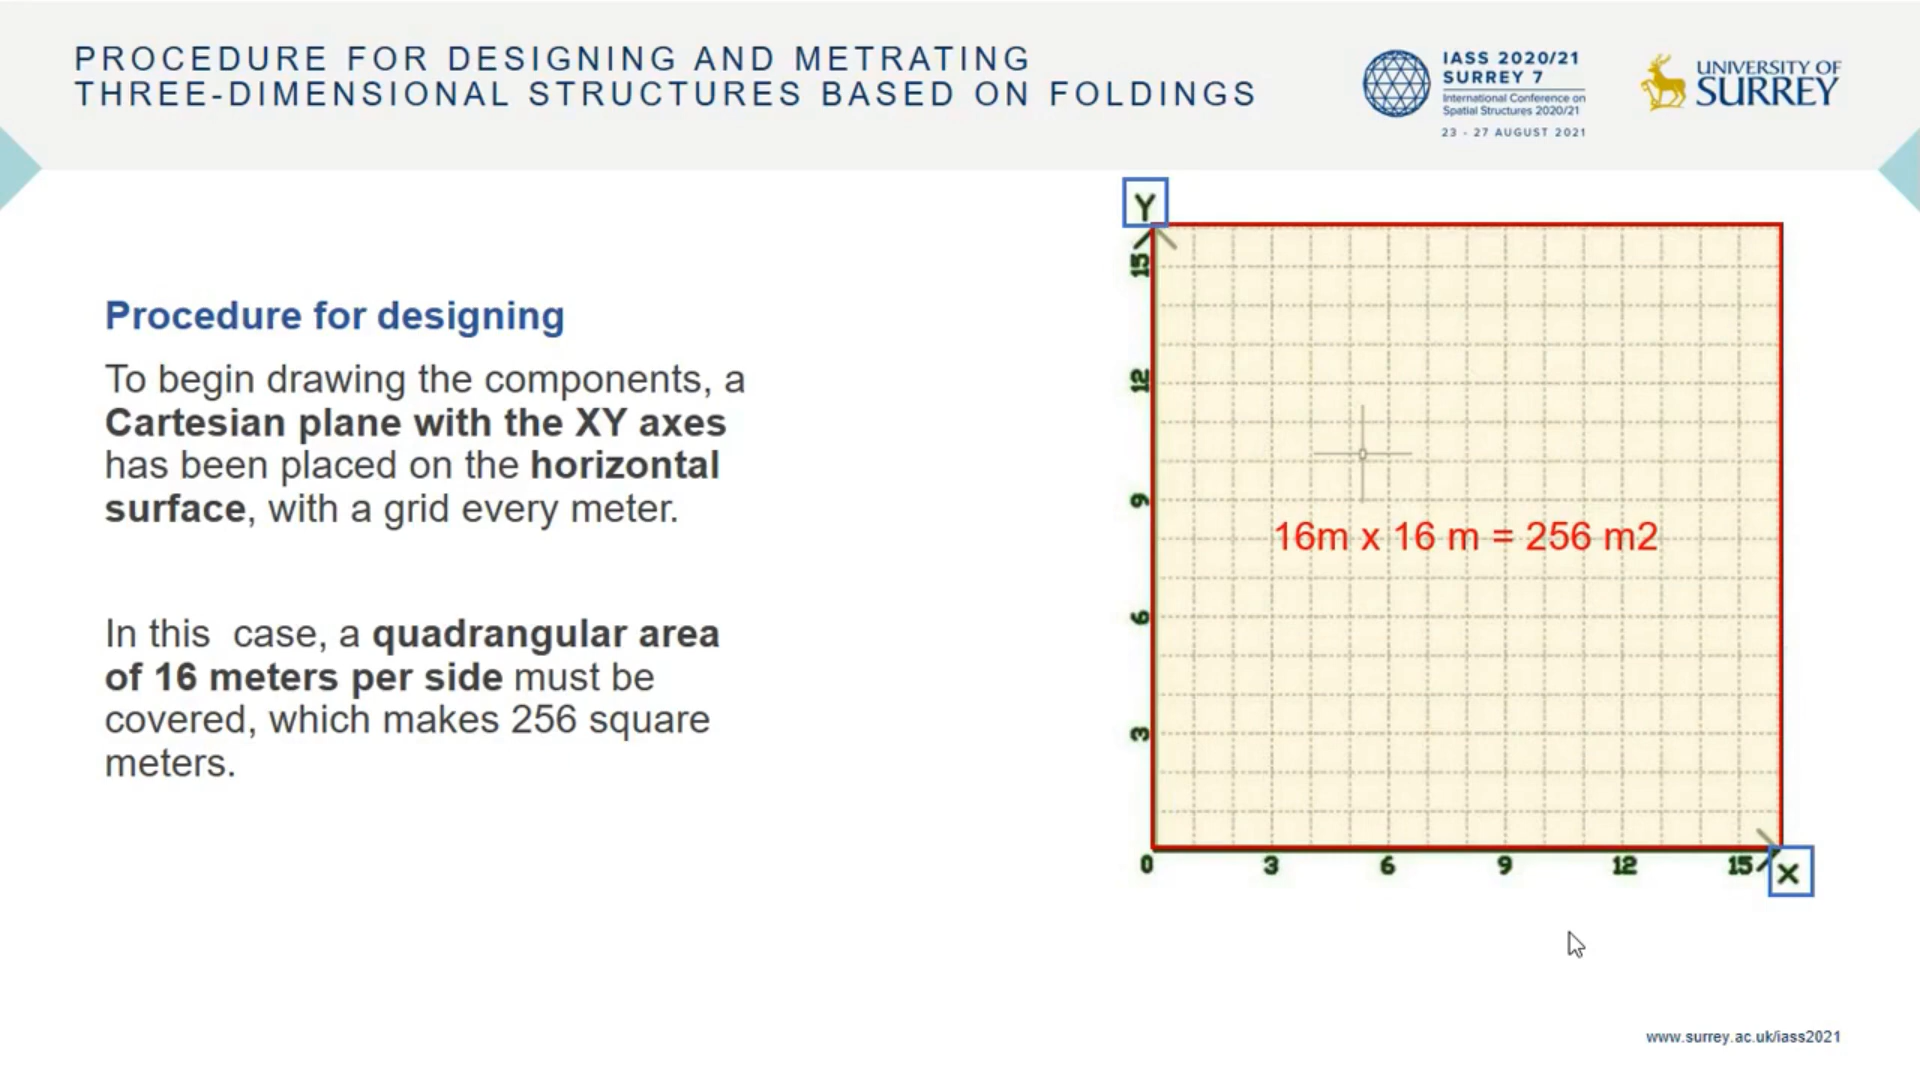 PROCEDURE FOR DESIGNING AND METRATING
THREE-DIMENSIONAL STRUCTURES BASED ON FOLDINGS
IASS 2020/21
SURREY 7
International Conference on
Spatial Structures 2020/21
23 - 27 AUGUST 2021
UNIVERSITY OF
SURREY
Procedure for designing
To begin drawing the components, a
Cartesian plane with the XY axes
has been placed on the horizontal
surface, with a grid every meter.
In this  case, a quadrangular area
of 16 meters per side must be
covered, which makes 256 square
meters.
Y
15
12
9
6
3
16m x 16 m = 256 m2
0 3 6 9 12 15
X
www.surrey.ac.uk/iass2021